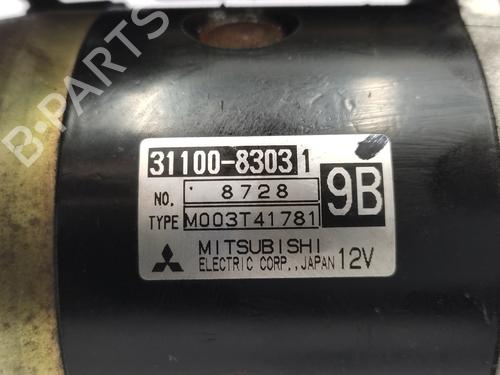 B-PARTS
31100-8303 1
NO. 8728
9B
TYPE M003T41781
MITSUBISHI
ELECTRIC CORP., JAPAN 12V